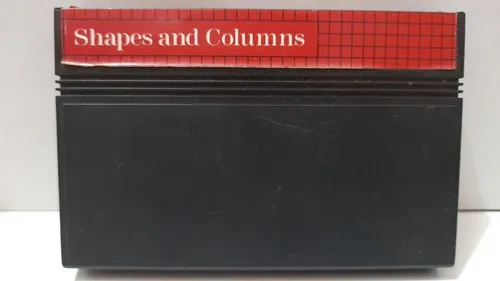 Shapes and Columns